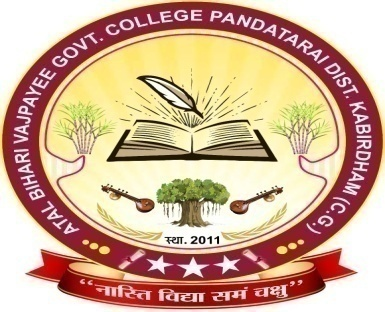 ATAL BIHARI VAJPAYEE GOVT. COLLEGE PANDATARAI DIST. KABIRDHAM (C.G.)
स्था. 2011
“नास्ति विद्या समं चक्षु”